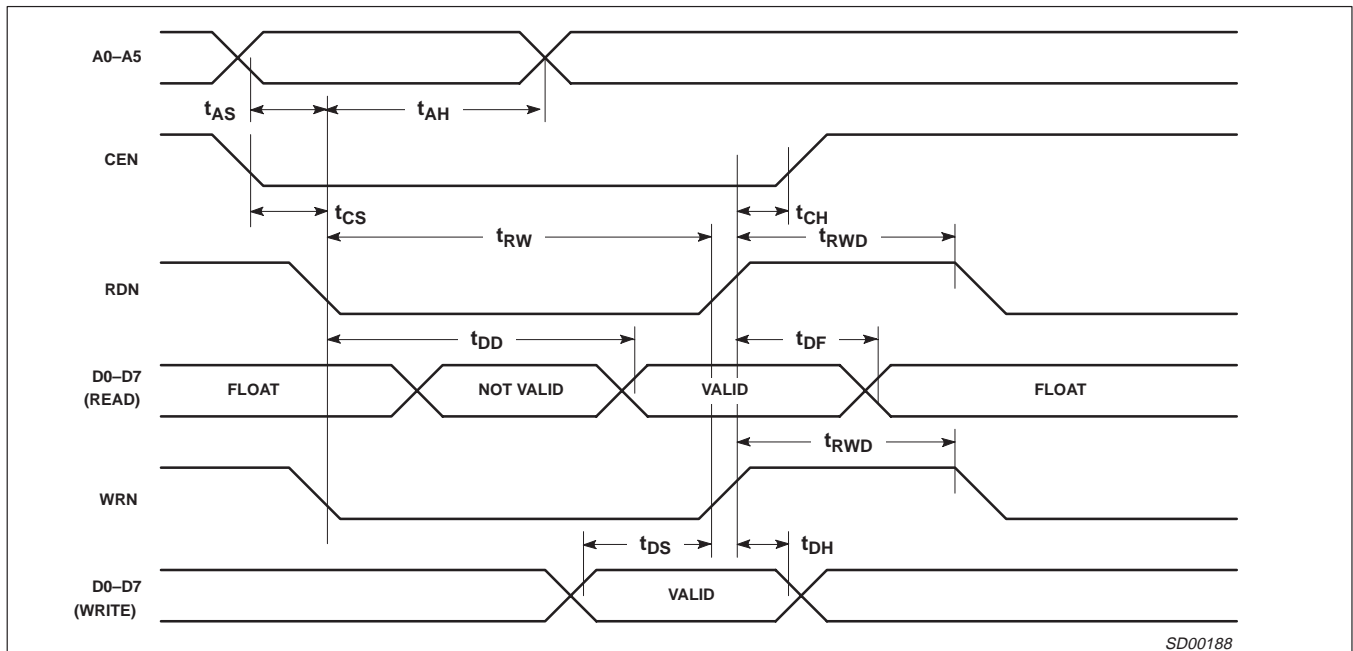 A0–A5
tAS
tAH
CEN
tCS
tCH
tRW
tRWD
RDN
tDD
tDF
D0–D7
(READ)
FLOAT
NOT VALID
VALID
FLOAT
tRWD
WRN
tDS
tDH
D0–D7
(WRITE)
VALID
SD00188